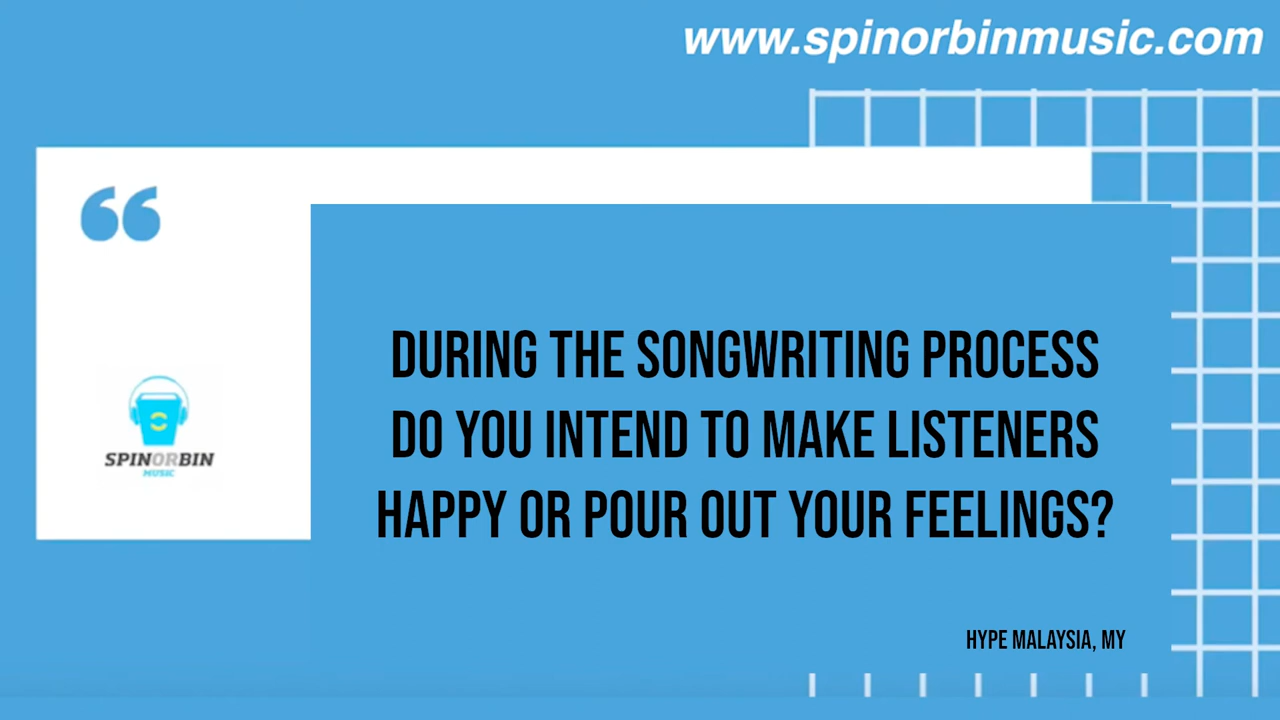 www.spinorbinmusic.com
“
SPINORBIN
MUSIC
DURING THE SONGWRITING PROCESS
DO YOU INTEND TO MAKE LISTENERS
HAPPY OR POUR OUT YOUR FEELINGS?
HYPE MALAYSIA, MY